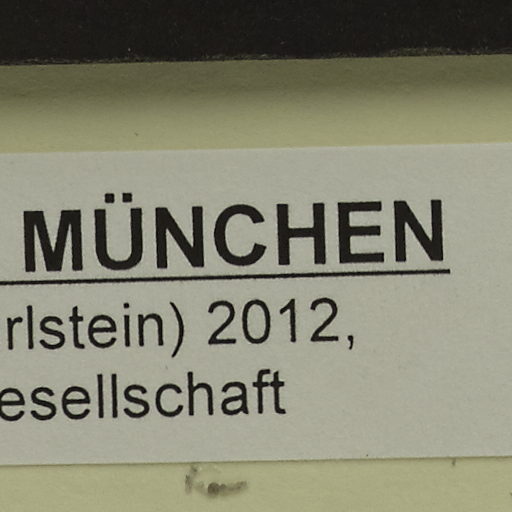 MÜNCHEN
rlstein) 2012,
esellschaft